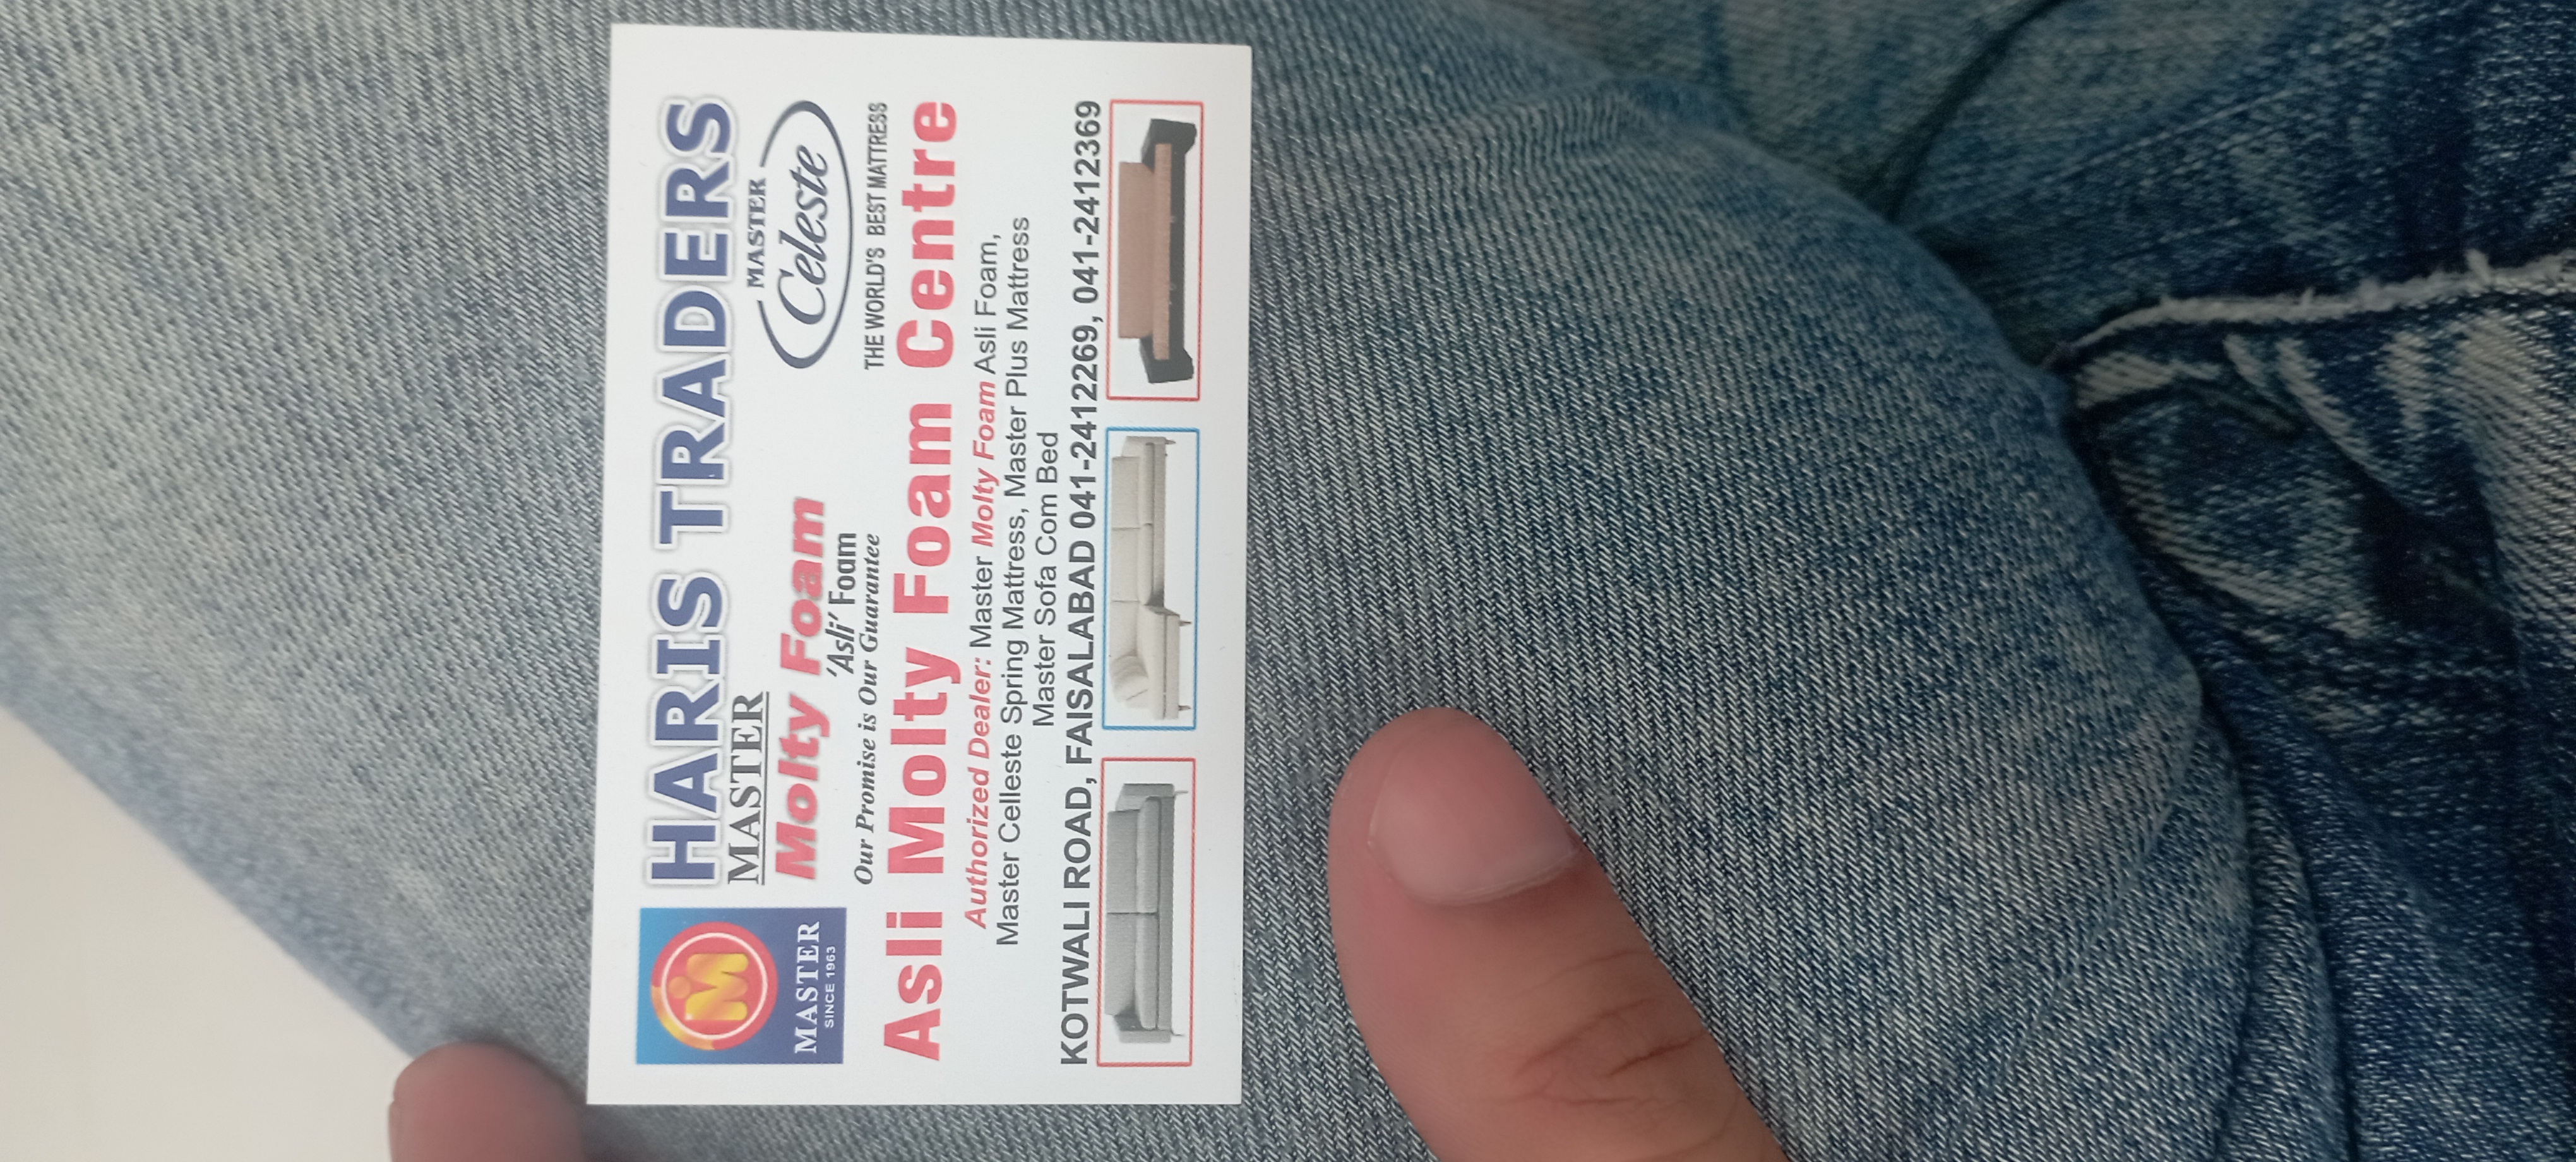 HARIS TRADERS
MASTER
Molty Foam
'Asli' Foam
Our Promise is Our Guarantee
MASTER
Celeste
THE WORLD'S BEST MATTRESS
M
MASTER
SINCE 1963
Asli Molty Foam Centre
Authorized Dealer: Master Molty Foam Asli Foam,
Master Celleste Spring Mattress, Master Plus Mattress
Master Sofa Com Bed
KOTWALI ROAD, FAISALABAD 041-2412269, 041-2412369